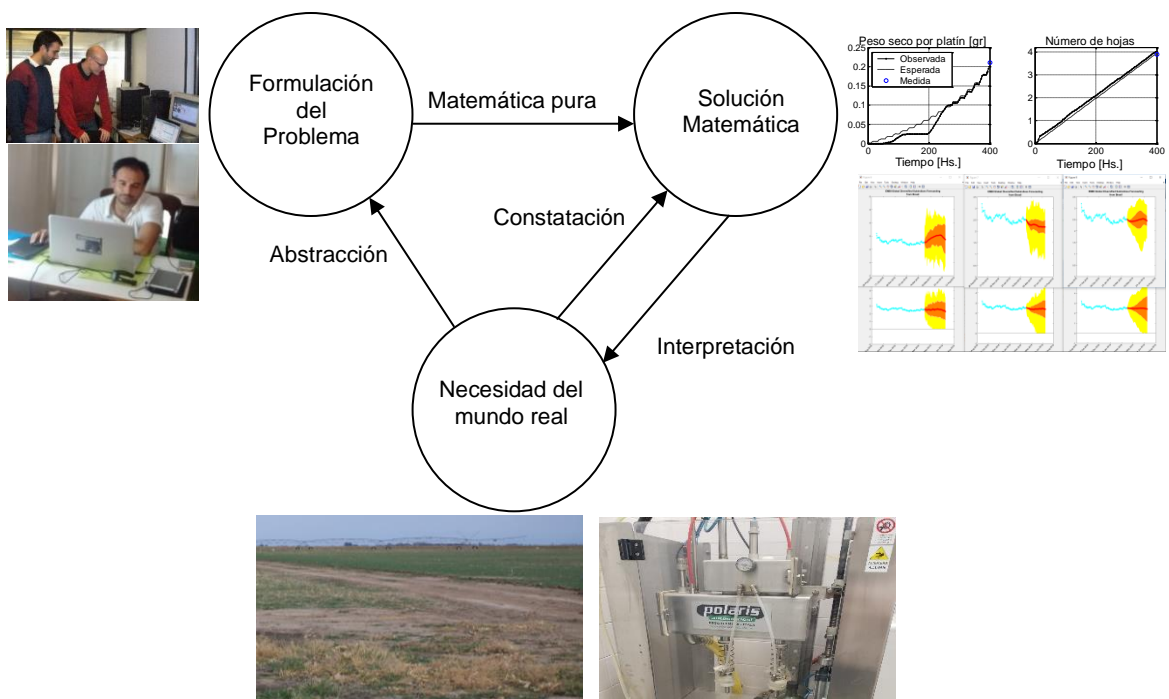 Formulación
del
Problema
Matemática pura
Solución
Matemática
Constatación
Abstracción
Interpretación
Necesidad del
mundo real
Peso seco por platín [gr]
0.25
0.2
0.15
0.1
0.05
0
Observada
Esperada
Medida
0 200 400
Tiempo [Hs.]
Número de hojas
4
3
2
1
0
0 200 400
Tiempo [Hs.]
polaris